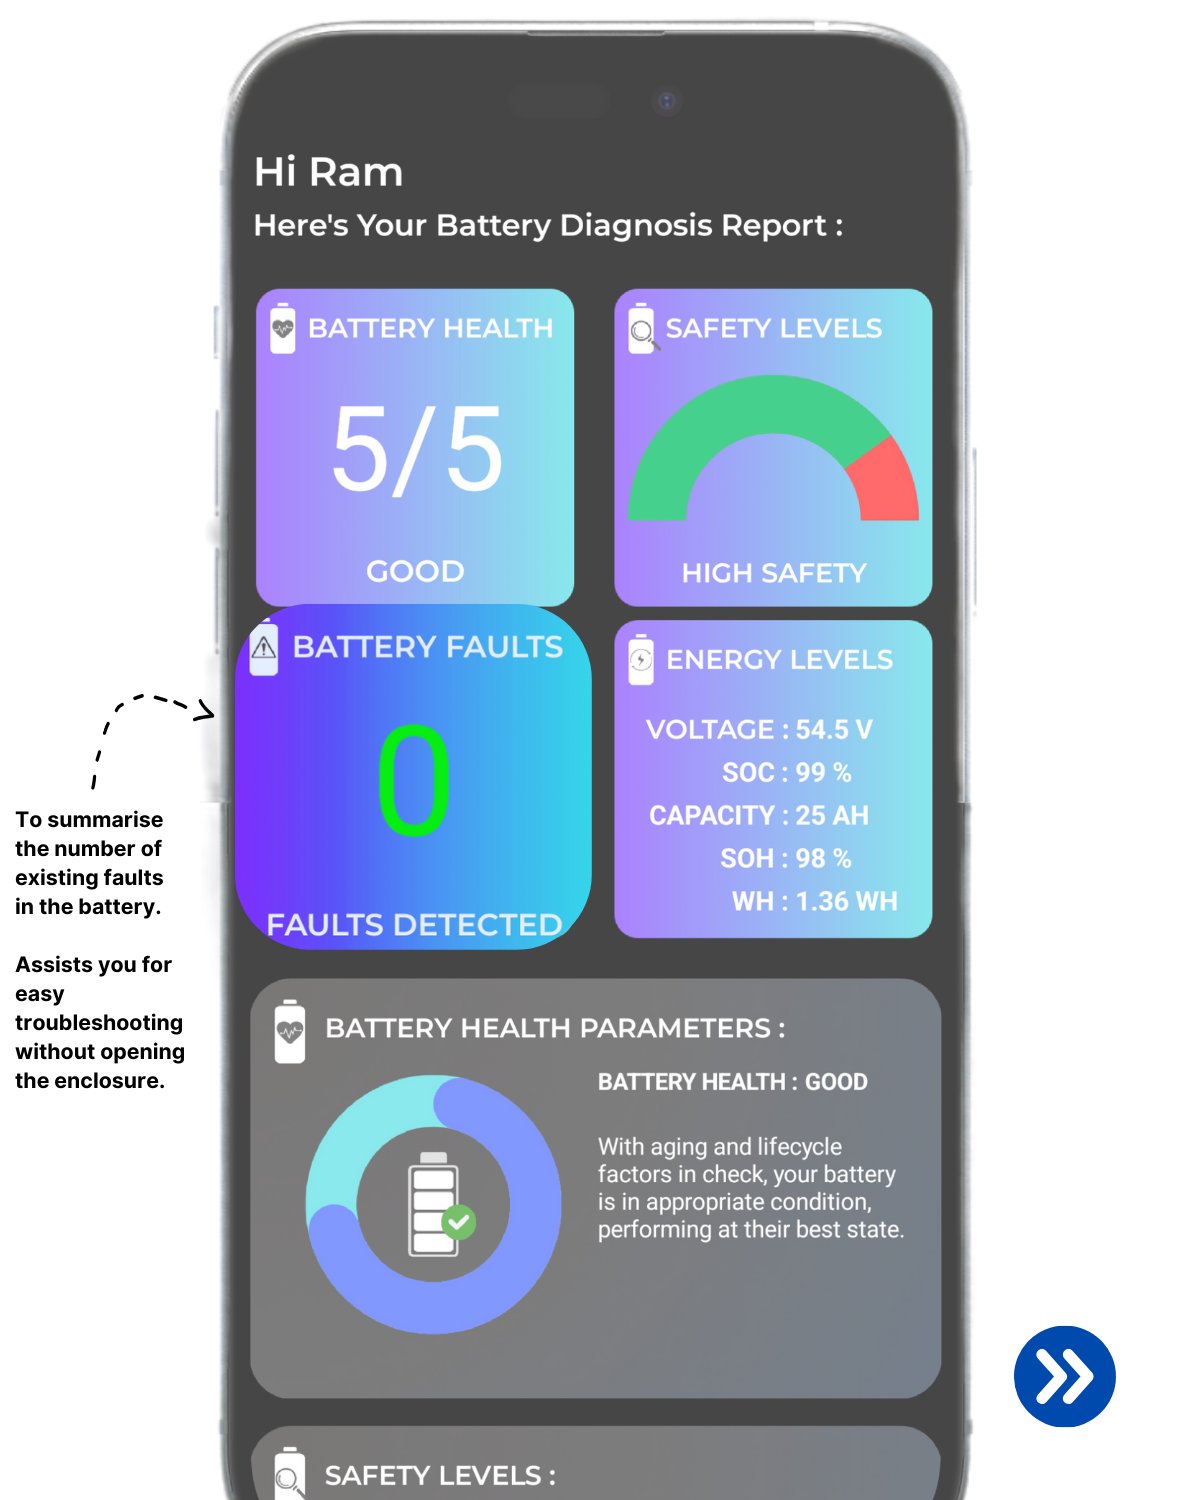 Hi Ram
Here's Your Battery Diagnosis Report :
BATTERY HEALTH
5/5
GOOD
SAFETY LEVELS
HIGH SAFETY
BATTERY FAULTS
0
FAULTS DETECTED
ENERGY LEVELS
VOLTAGE : 54.5 V
SOC : 99 %
CAPACITY : 25 AH
SOH : 98 %
WH : 1.36 WH
To summarise
the number of
existing faults
in the battery.
Assists you for
easy
troubleshooting
without opening
the enclosure.
BATTERY HEALTH PARAMETERS :
BATTERY HEALTH : GOOD
With aging and lifecycle
factors in check, your battery
is in appropriate condition,
performing at their best state.
SAFETY LEVELS :